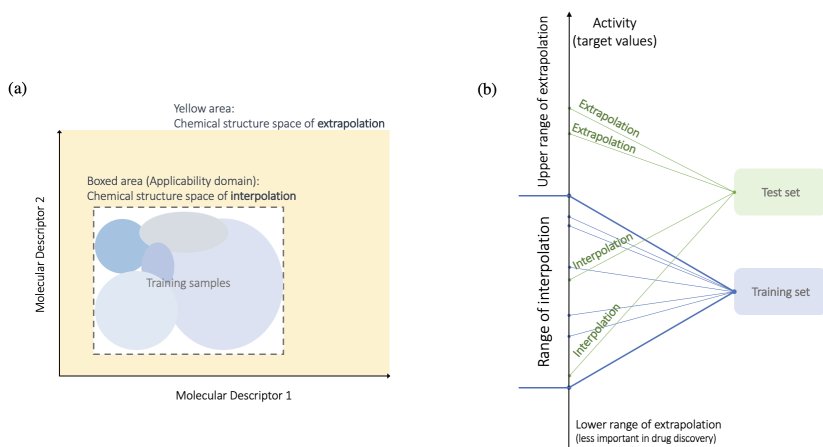 (a)
Yellow area:
Chemical structure space of extrapolation
Boxed area (Applicability domain):
Chemical structure space of interpolation
Training samples
Molecular Descriptor 2
Molecular Descriptor 1
(b)
Activity
(target values)
Upper range of extrapolation
Extrapolation
Extrapolation
Test set
Range of interpolation
Interpolation
Interpolation
Training set
Lower range of extrapolation
(less important in drug discovery)